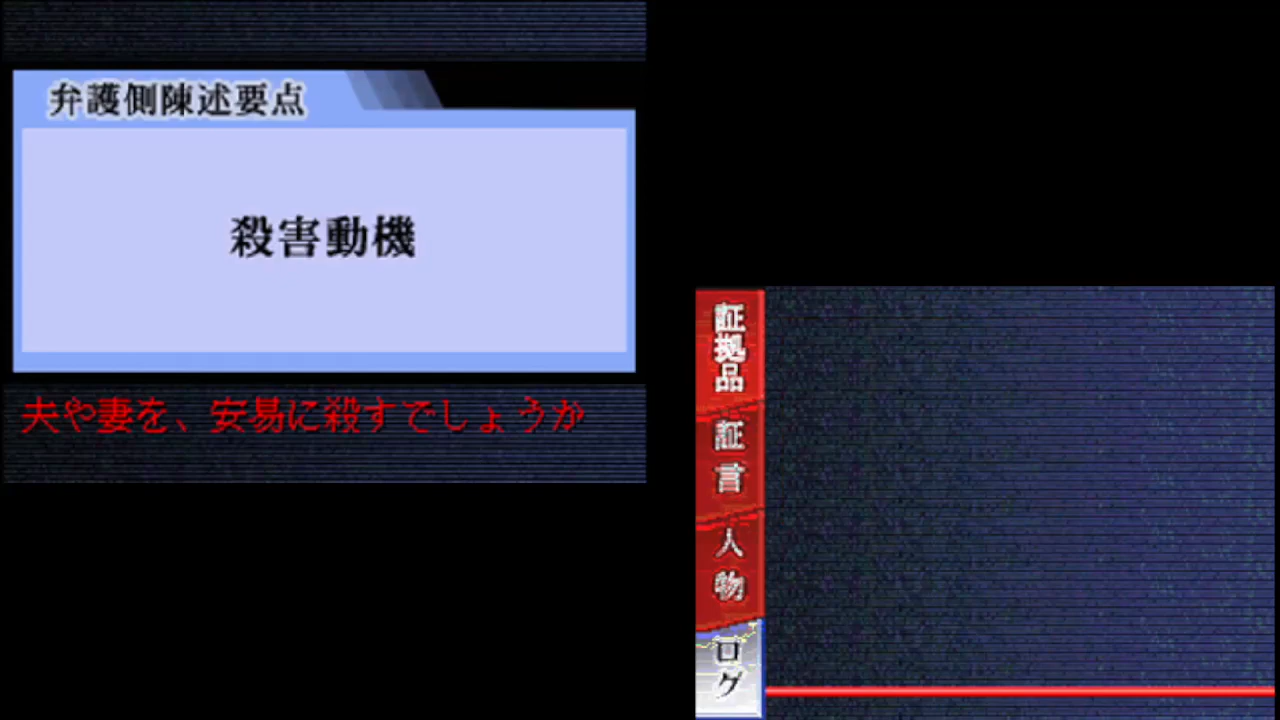 弁護側陳述要点
殺害動機
夫や妻を、安易に殺すでしょうか
証拠品
証言
人物
ログ